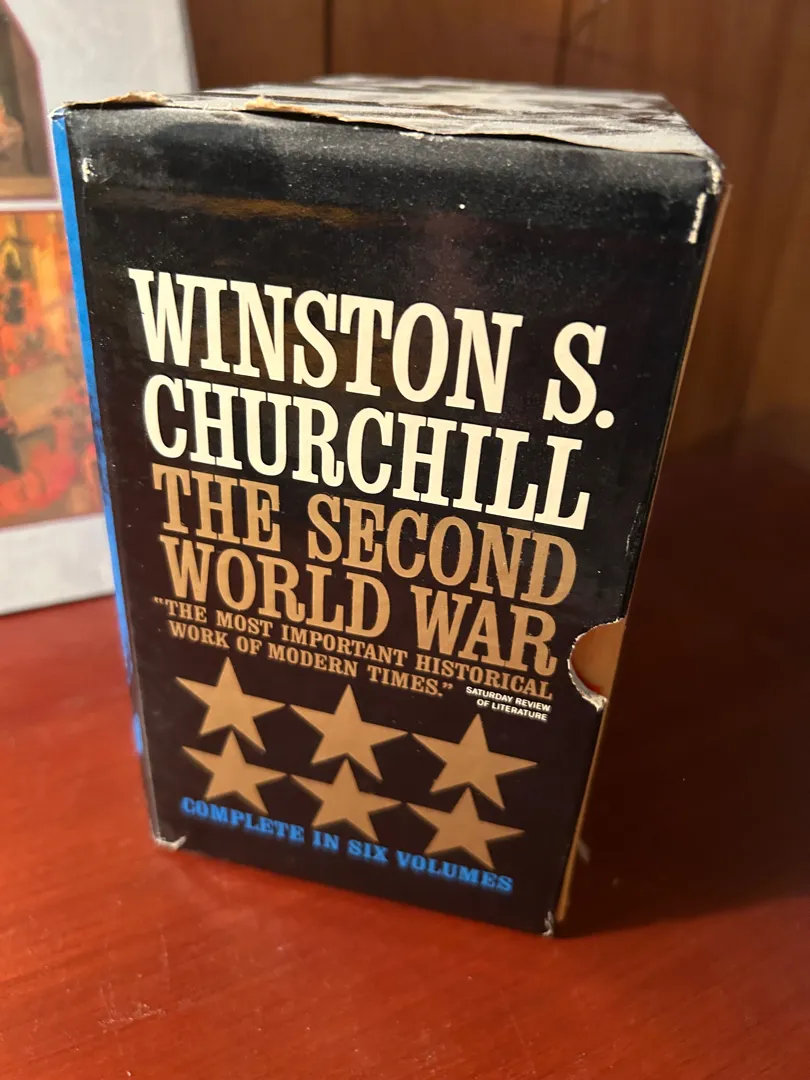 WINSTON S.
CHURCHILL
THE SECOND
WORLD WAR
“THE MOST IMPORTANT HISTORICAL
WORK OF MODERN TIMES.”
SATURDAY REVIEW
OF LITERATURE
COMPLETE IN SIX VOLUMES